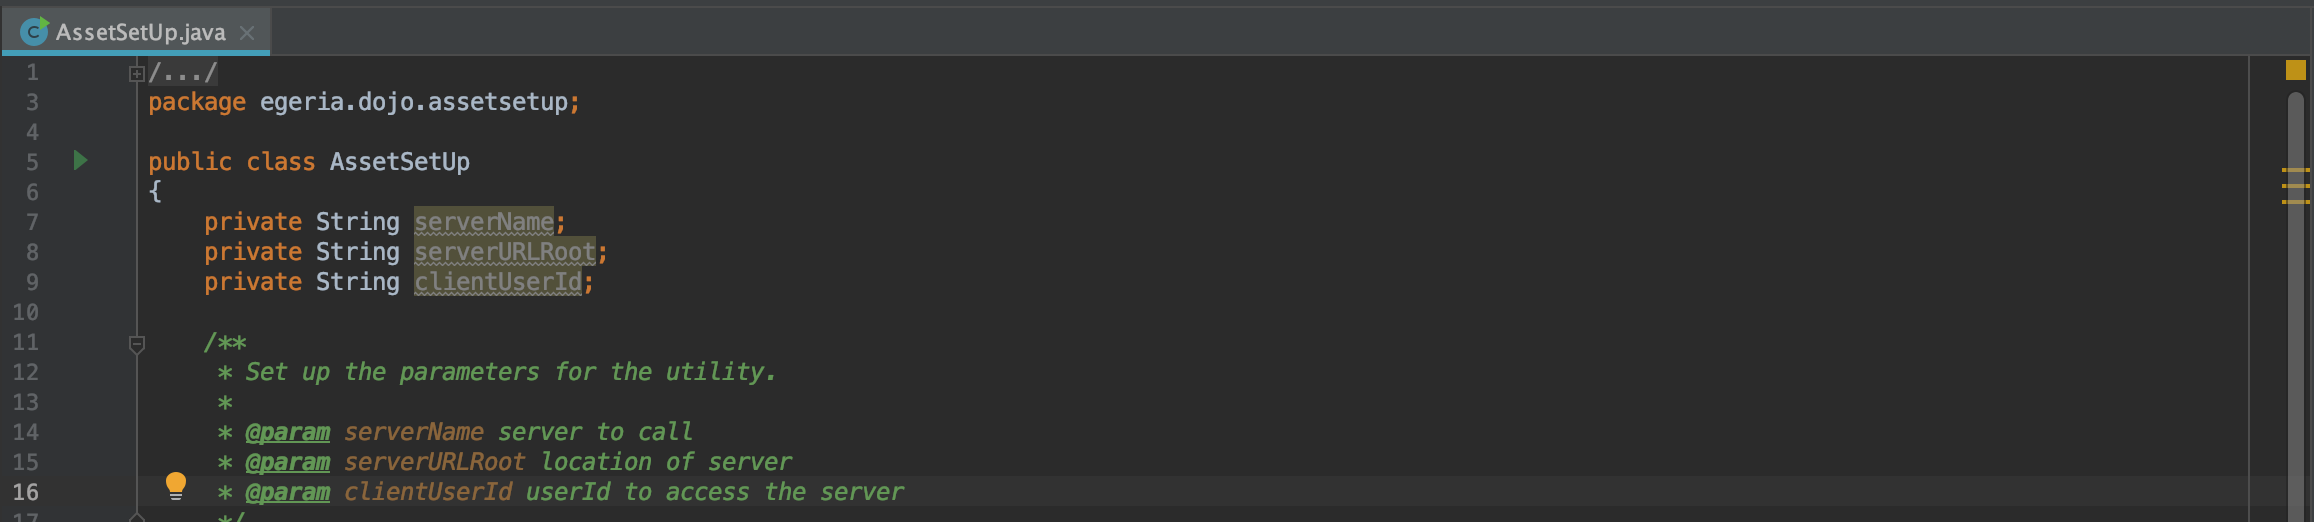 AssetSetUp.java
1 /.../
3 package egeria.dojo.assetsetup;
4
5 public class AssetSetUp
6 {
7 private String serverName;
8 private String serverURLRoot;
9 private String clientUserId;
10
11 /**
12 * Set up the parameters for the utility.
13 *
14 * @param serverName server to call
15 * @param serverURLRoot location of server
16 * @param clientUserId userId to access the server
17 */